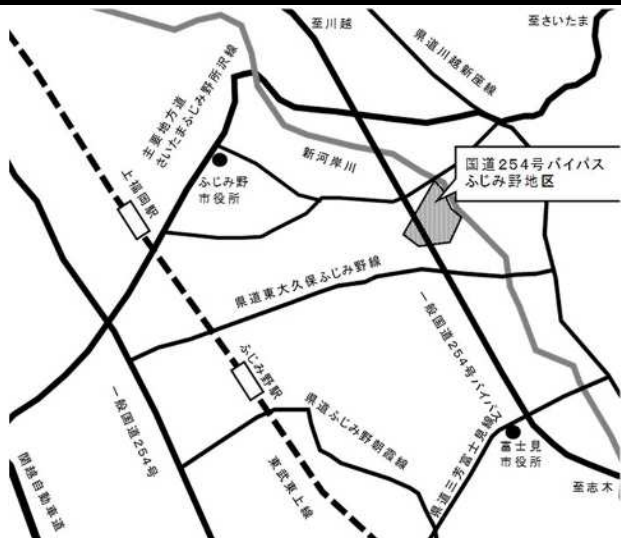 至川越
至さいたま
県道川越新座線
主要地方道
さいたまふじみ野所沢線
新河岸川
国道254号バイパス
ふじみ野地区
ふじみ野
市役所
上福岡駅
県道東大久保ふじみ野線
一般国道254号バイパス
ふじみ野駅
県道ふじみ野朝霞線
一般国道254号
富士見
市役所
県道三芳富士見線
東武東上線
関越自動車道
至志木